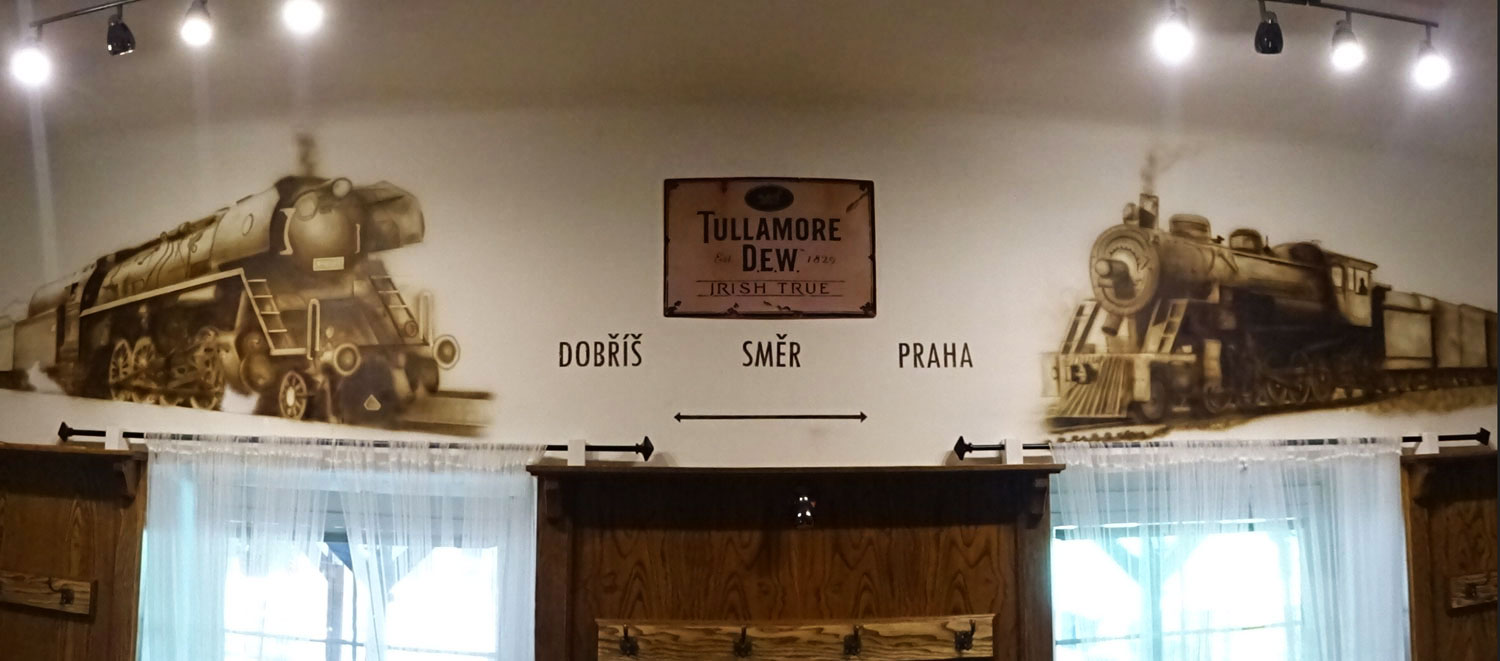 TULLAMORE
Est. D.E.W. 1829
IRISH TRUE
DOBŘÍŠ SMĚR PRAHA